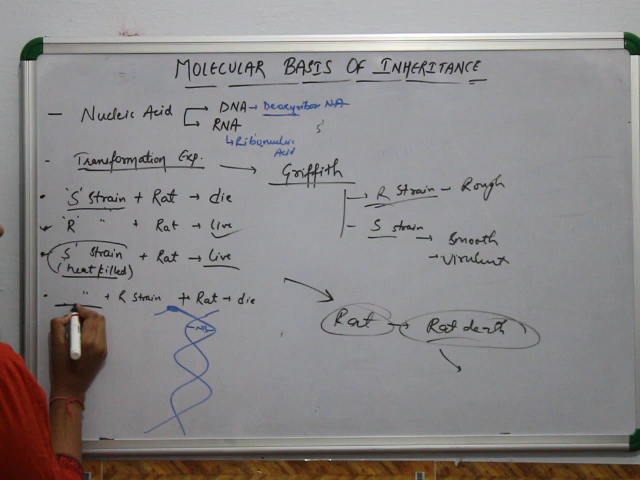 MOLECULAR BASIS OF INHERITANCE
- Nucleic Acid → DNA → Deoxyribo NA
→ RNA
↳ Ribonucleic Acid
S'
- Transformation Exp. → Griffith
→ R strain - Rough
- S strain → Smooth
→ Virulent
• 'S' strain + Rat → die
• 'R' " + Rat → Live
• 'S' strain (heat killed) + Rat → Live
• " + R Strain + Rat → die
Rat → Rat death